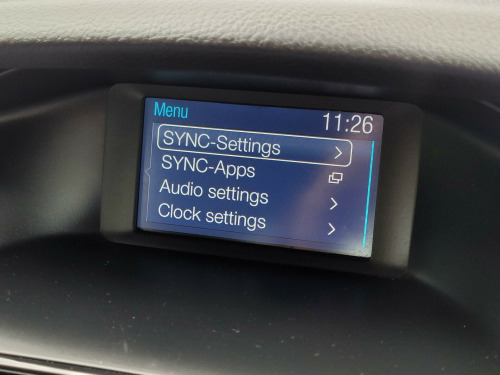 Menu
11:26
SYNC-Settings
SYNC-Apps
Audio settings
Clock settings